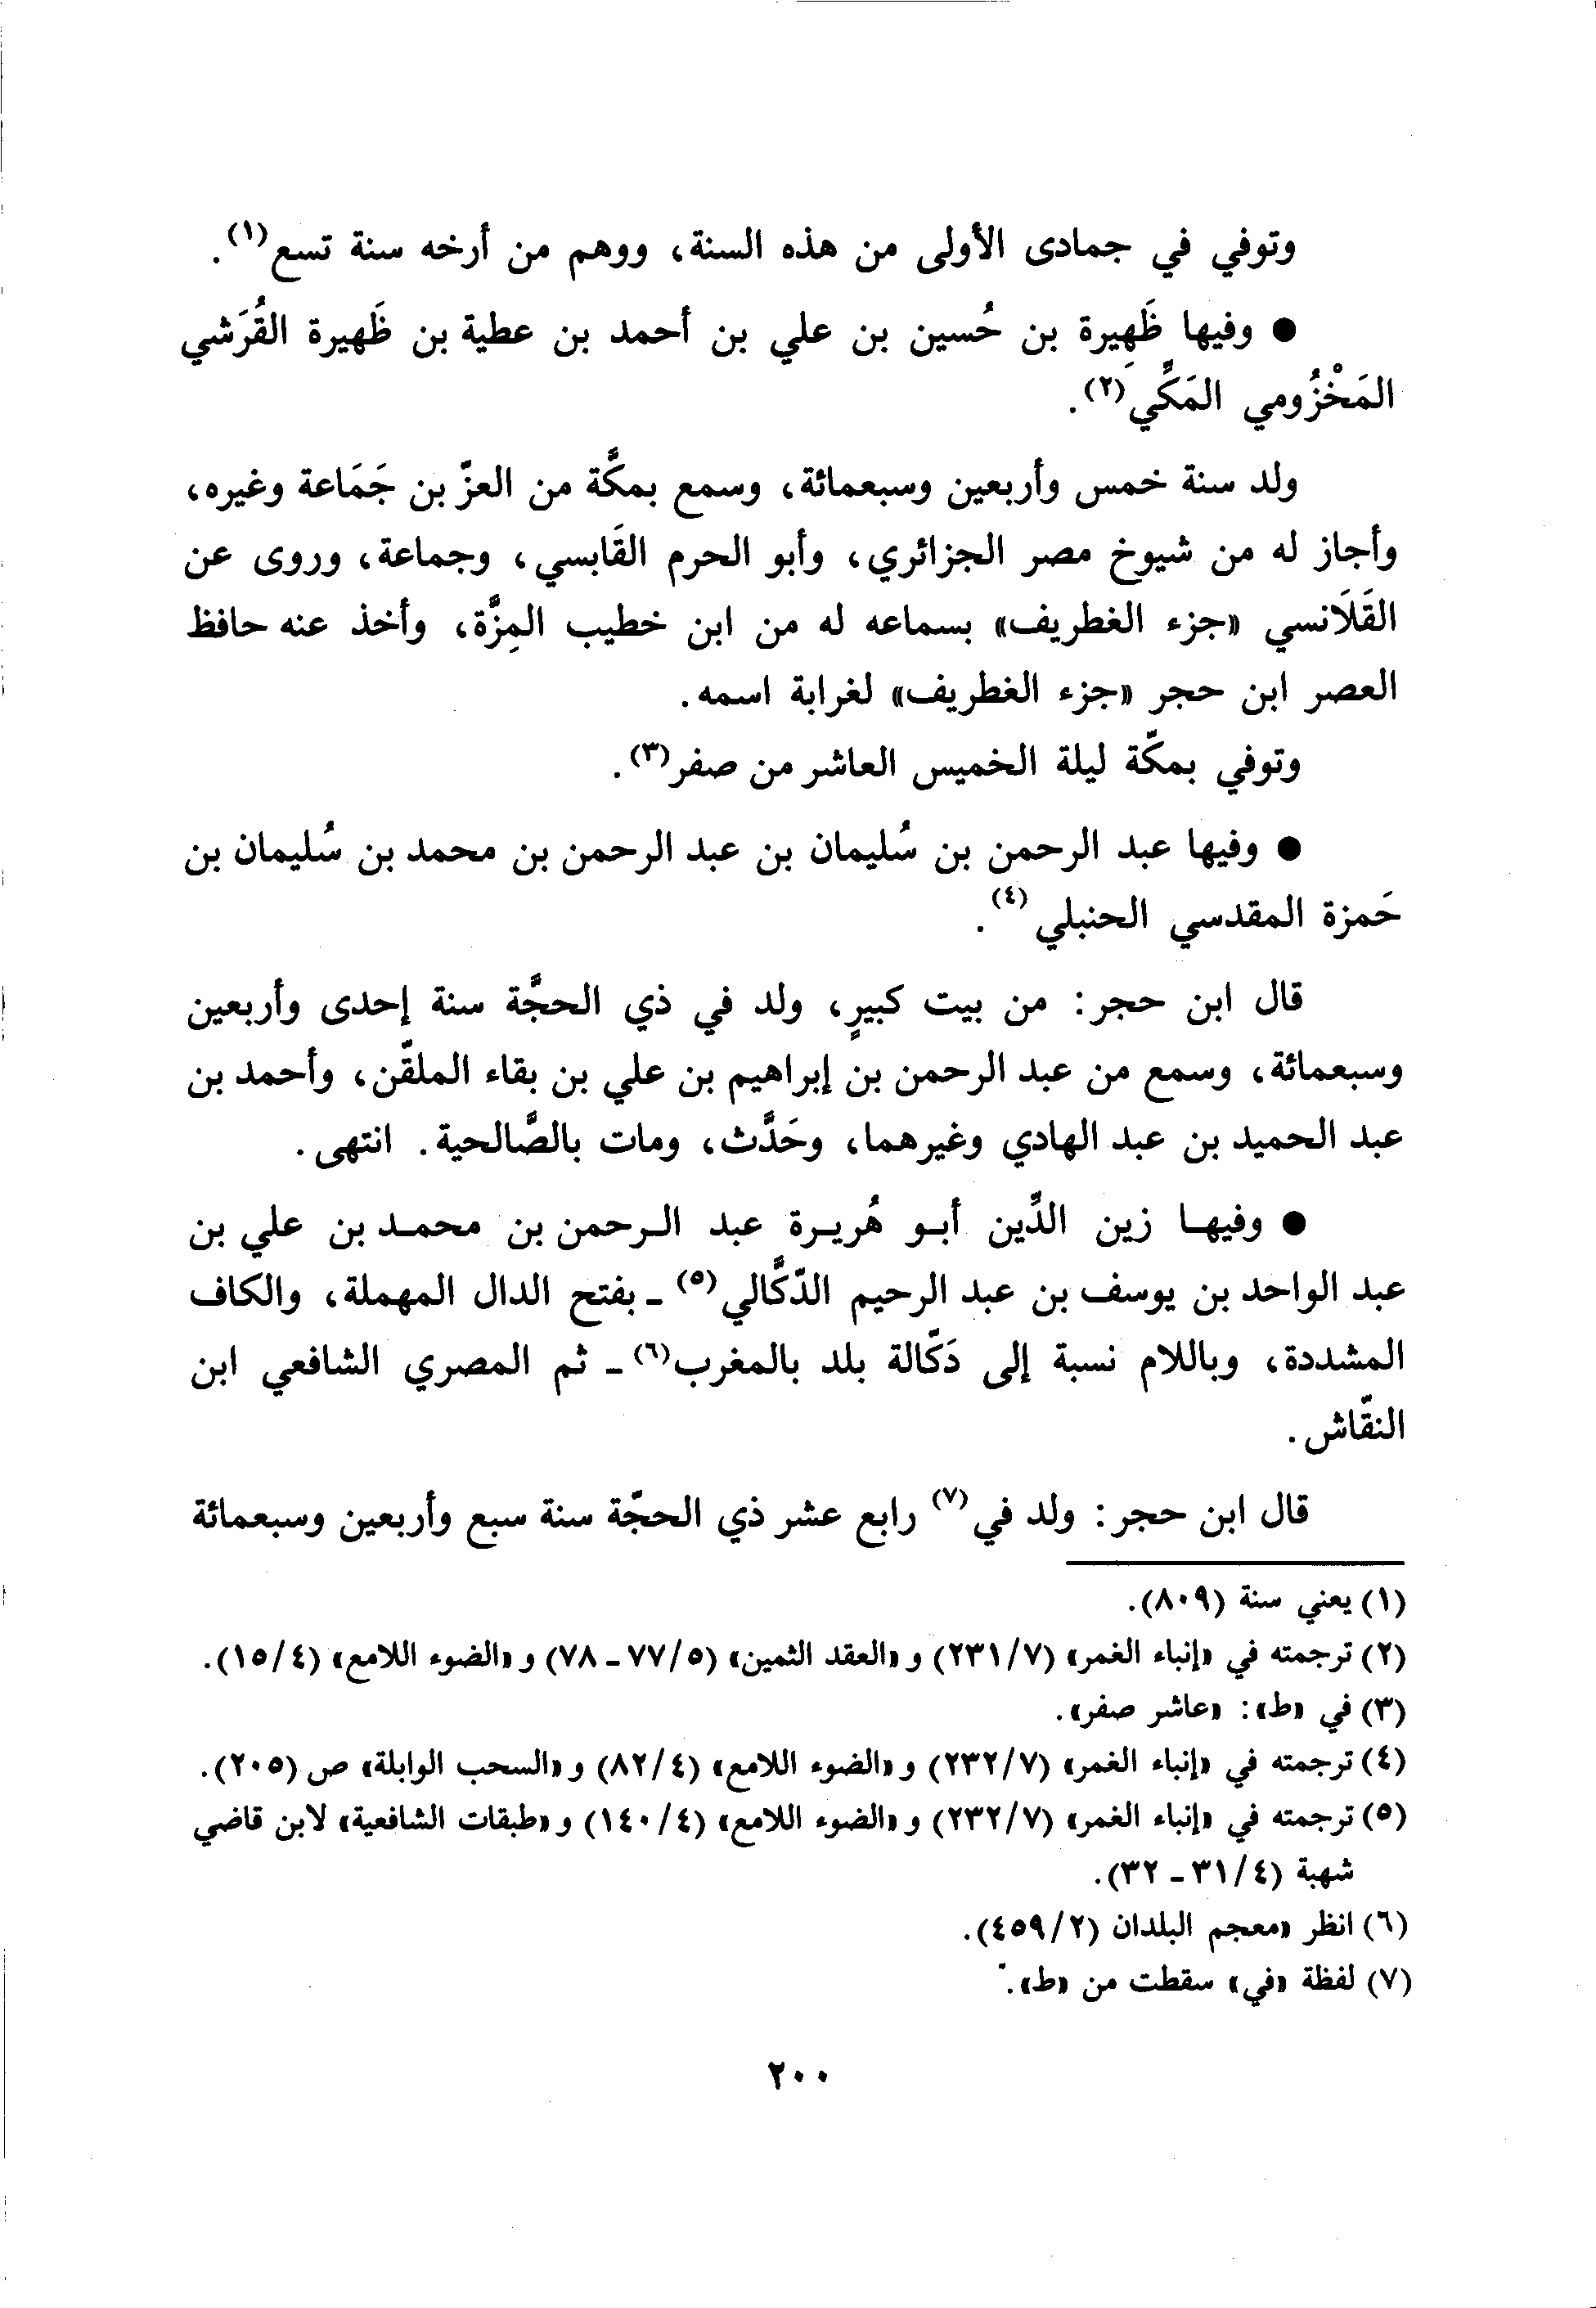 وتوفي في جمادى الأولى من هذه السنة، ووهم من أرخه سنة تسع(١).
● وفيها ظَهِيرة بن حُسين بن علي بن أحمد بن عطية بن ظَهيرة القُرَشي
المَخْزُومي المَكِّي(٢).
ولد سنة خمس وأربعين وسبعمائة، وسمع بمكَّة من العزّ بن جَمَاعة وغيره،
وأجاز له من شيوخ مصر الجزائري، وأبو الحرم القَابسي، وجماعة، وروى عن
القَلَانسي «جزء الغطريف» بسماعه له من ابن خطيب المِزَّة، وأخذ عنه حافظ
العصر ابن حجر «جزء الغطريف» لغرابة اسمه.
وتوفي بمكّة ليلة الخميس العاشر من صفر(٣).
● وفيها عبد الرحمن بن سُليمان بن عبد الرحمن بن محمد بن سُليمان بن
حَمزة المقدسي الحنبلي(٤).
قال ابن حجر: من بيت كبيرٍ، ولد في ذي الحجَّة سنة إحدى وأربعين
وسبعمائة، وسمع من عبد الرحمن بن إبراهيم بن علي بن بقاء الملقّن، وأحمد بن
عبد الحميد بن عبد الهادي وغيرهما، وحَدَّث، ومات بالصَّالحية. انتهى.
● وفيها زين الدِّين أبو هُريرة عبد الرحمن بن محمد بن علي بن
عبد الواحد بن يوسف بن عبد الرحيم الدّكَّالي(٥) ـ بفتح الدال المهملة، والكاف
المشددة، وباللام نسبة إلى دَكّالة بلد بالمغرب(٦) ـ ثم المصري الشافعي ابن
النقّاش.
قال ابن حجر: ولد في(٧) رابع عشر ذي الحجّة سنة سبع وأربعين وسبعمائة
(١) يعني سنة (٨٠٩).
(٢) ترجمته في «إنباء الغمر» (٢٣١/٧) و«العقد الثمين» (٧٧/٥ ـ ٧٨) و«الضوء اللامع» (١٥/٤).
(٣) في «ط»: «عاشر صفر».
(٤) ترجمته في «إنباء الغمر» (٢٣٢/٧) و«الضوء اللامع» (٨٢/٤) و«السحب الوابلة» ص (٢٠٥).
(٥) ترجمته في «إنباء الغمر» (٢٣٢/٧) و«الضوء اللامع» (١٤٠/٤) و«طبقات الشافعية» لابن قاضي
شهبة (٣١/٤ ـ ٣٢).
(٦) انظر «معجم البلدان (٤٥٩/٢).
(٧) لفظة «في» سقطت من «ط».
٢٠٠